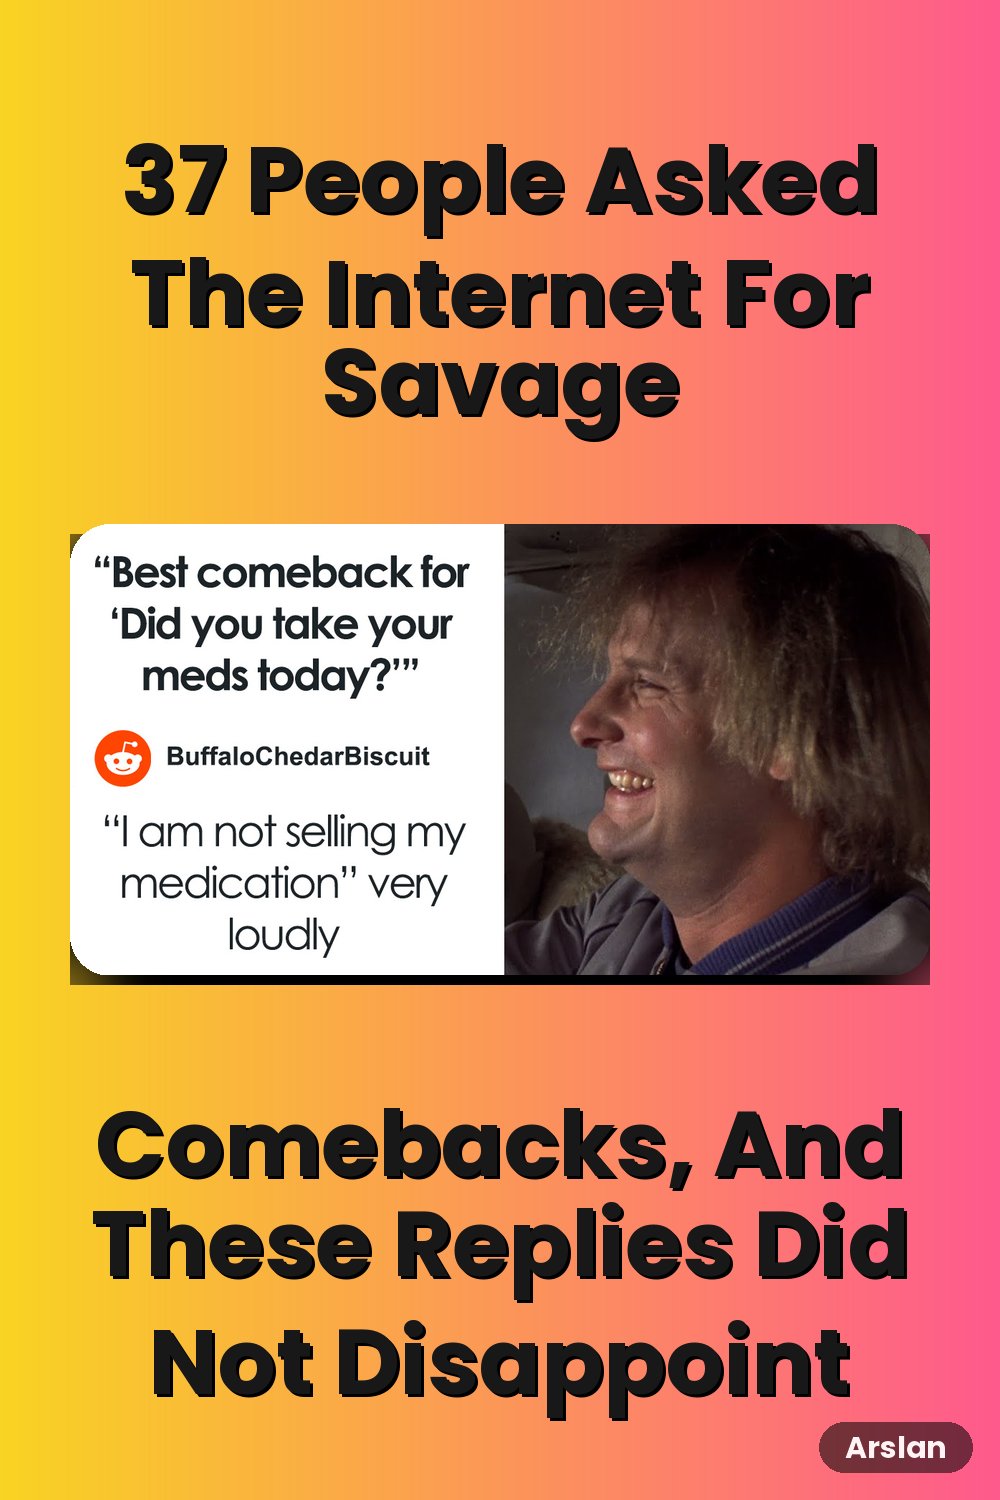 37 People Asked
The Internet For
Savage
“Best comeback for
‘Did you take your
meds today?’”
BuffaloChedarBiscuit
“I am not selling my
medication” very
loudly
Comebacks, And
These Replies Did
Not Disappoint
Arslan